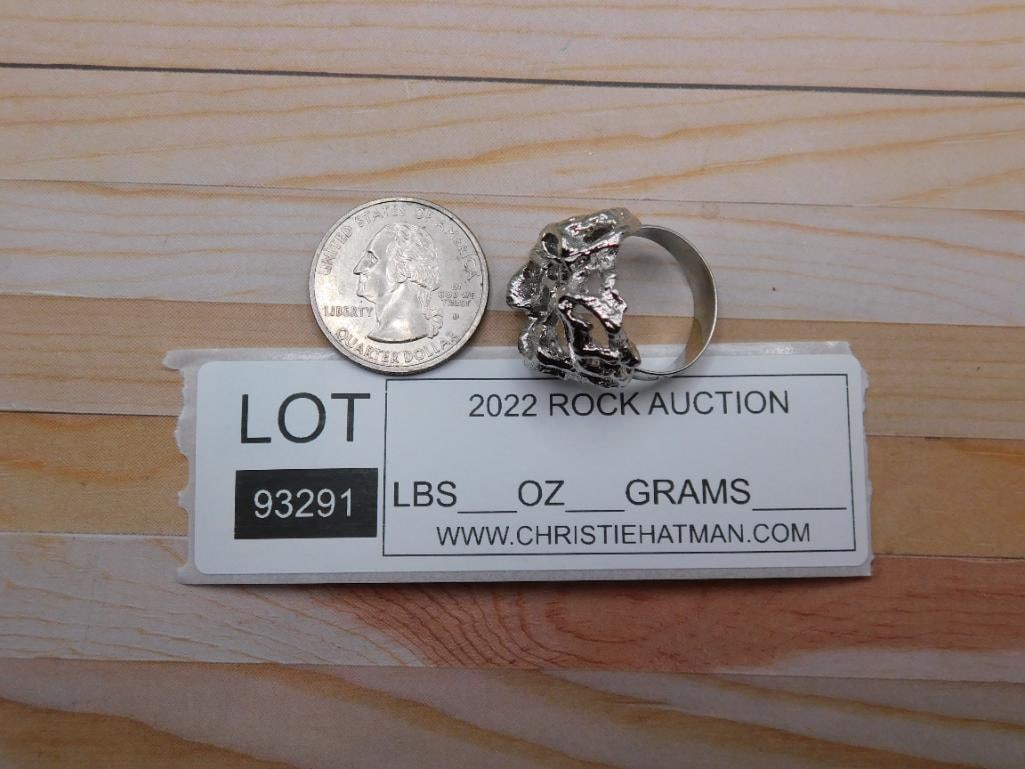 UNITED STATES OF AMERICA
IN
GOD WE
TRUST
LIBERTY
QUARTER DOLLAR
LOT
93291
2022 ROCK AUCTION
LBS___OZ___GRAMS_____
WWW.CHRISTIEHATMAN.COM